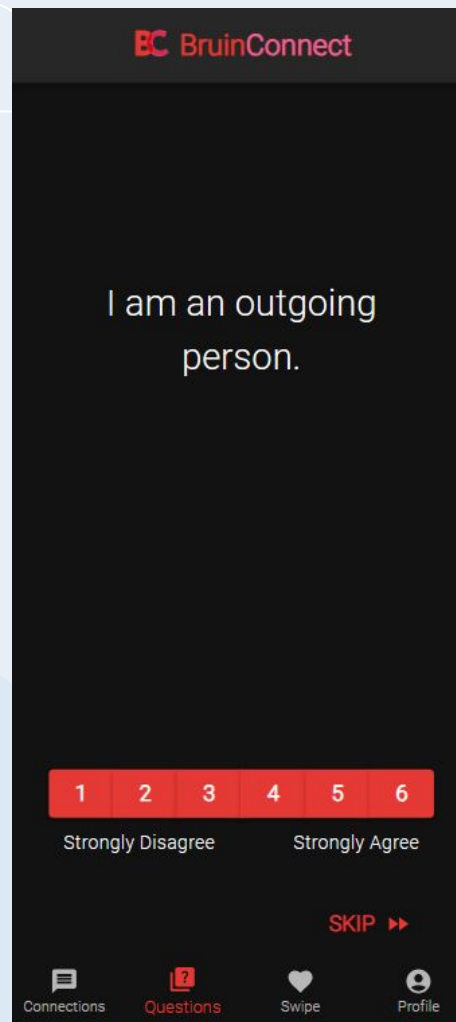 BC BruinConnect
I am an outgoing
person.
1 2 3 4 5 6
Strongly Disagree Strongly Agree
SKIP
?
Connections Questions Swipe Profile